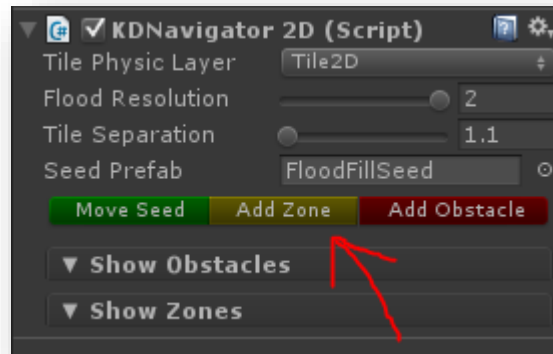 KDNavigator 2D (Script)
Tile Physic Layer Tile2D
Flood Resolution 2
Tile Separation 1.1
Seed Prefab FloodFillSeed
Move Seed Add Zone Add Obstacle
▼ Show Obstacles
▼ Show Zones